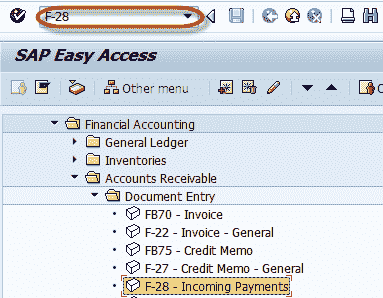 F-28
SAP Easy Access
Other menu
Financial Accounting
General Ledger
Inventories
Accounts Receivable
Document Entry
FB70 - Invoice
F-22 - Invoice - General
FB75 - Credit Memo
F-27 - Credit Memo - General
F-28 - Incoming Payments